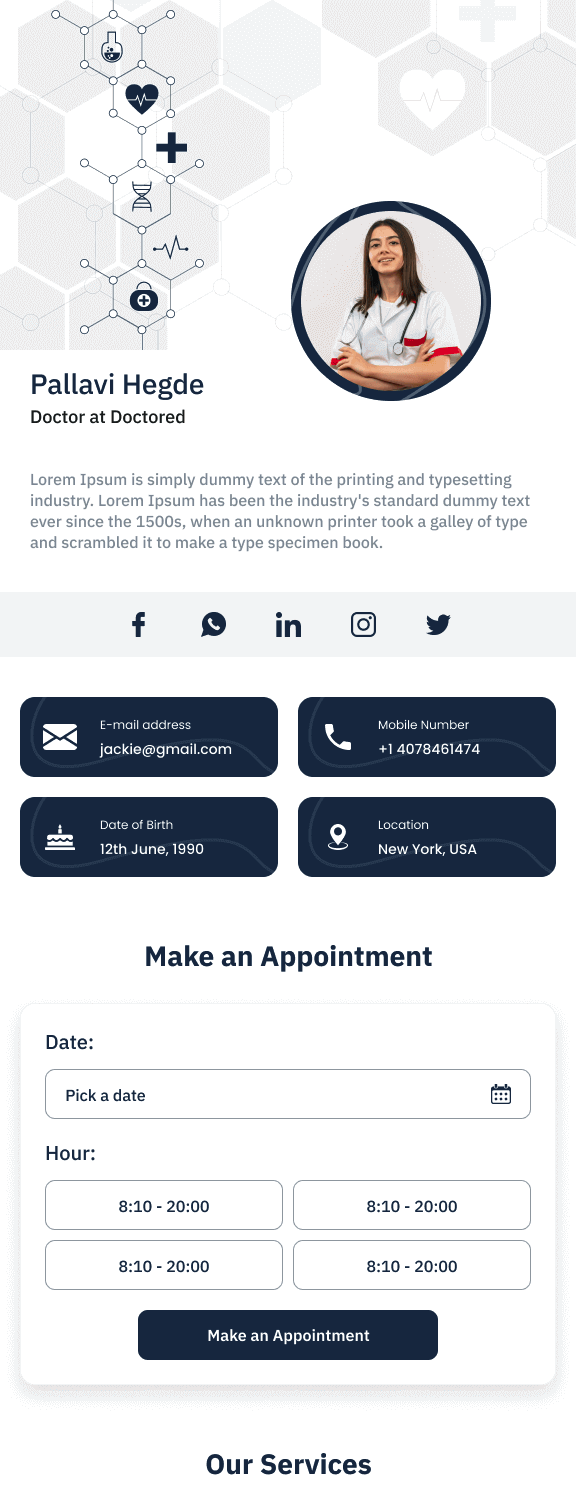 Pallavi Hegde
Doctor at Doctored
Lorem Ipsum is simply dummy text of the printing and typesetting
industry. Lorem Ipsum has been the industry's standard dummy text
ever since the 1500s, when an unknown printer took a galley of type
and scrambled it to make a type specimen book.
E-mail address
jackie@gmail.com
Mobile Number
+1 4078461474
Date of Birth
12th June, 1990
Location
New York, USA
Make an Appointment
Date:
Pick a date
Hour:
8:10 - 20:00
8:10 - 20:00
8:10 - 20:00
8:10 - 20:00
Make an Appointment
Our Services